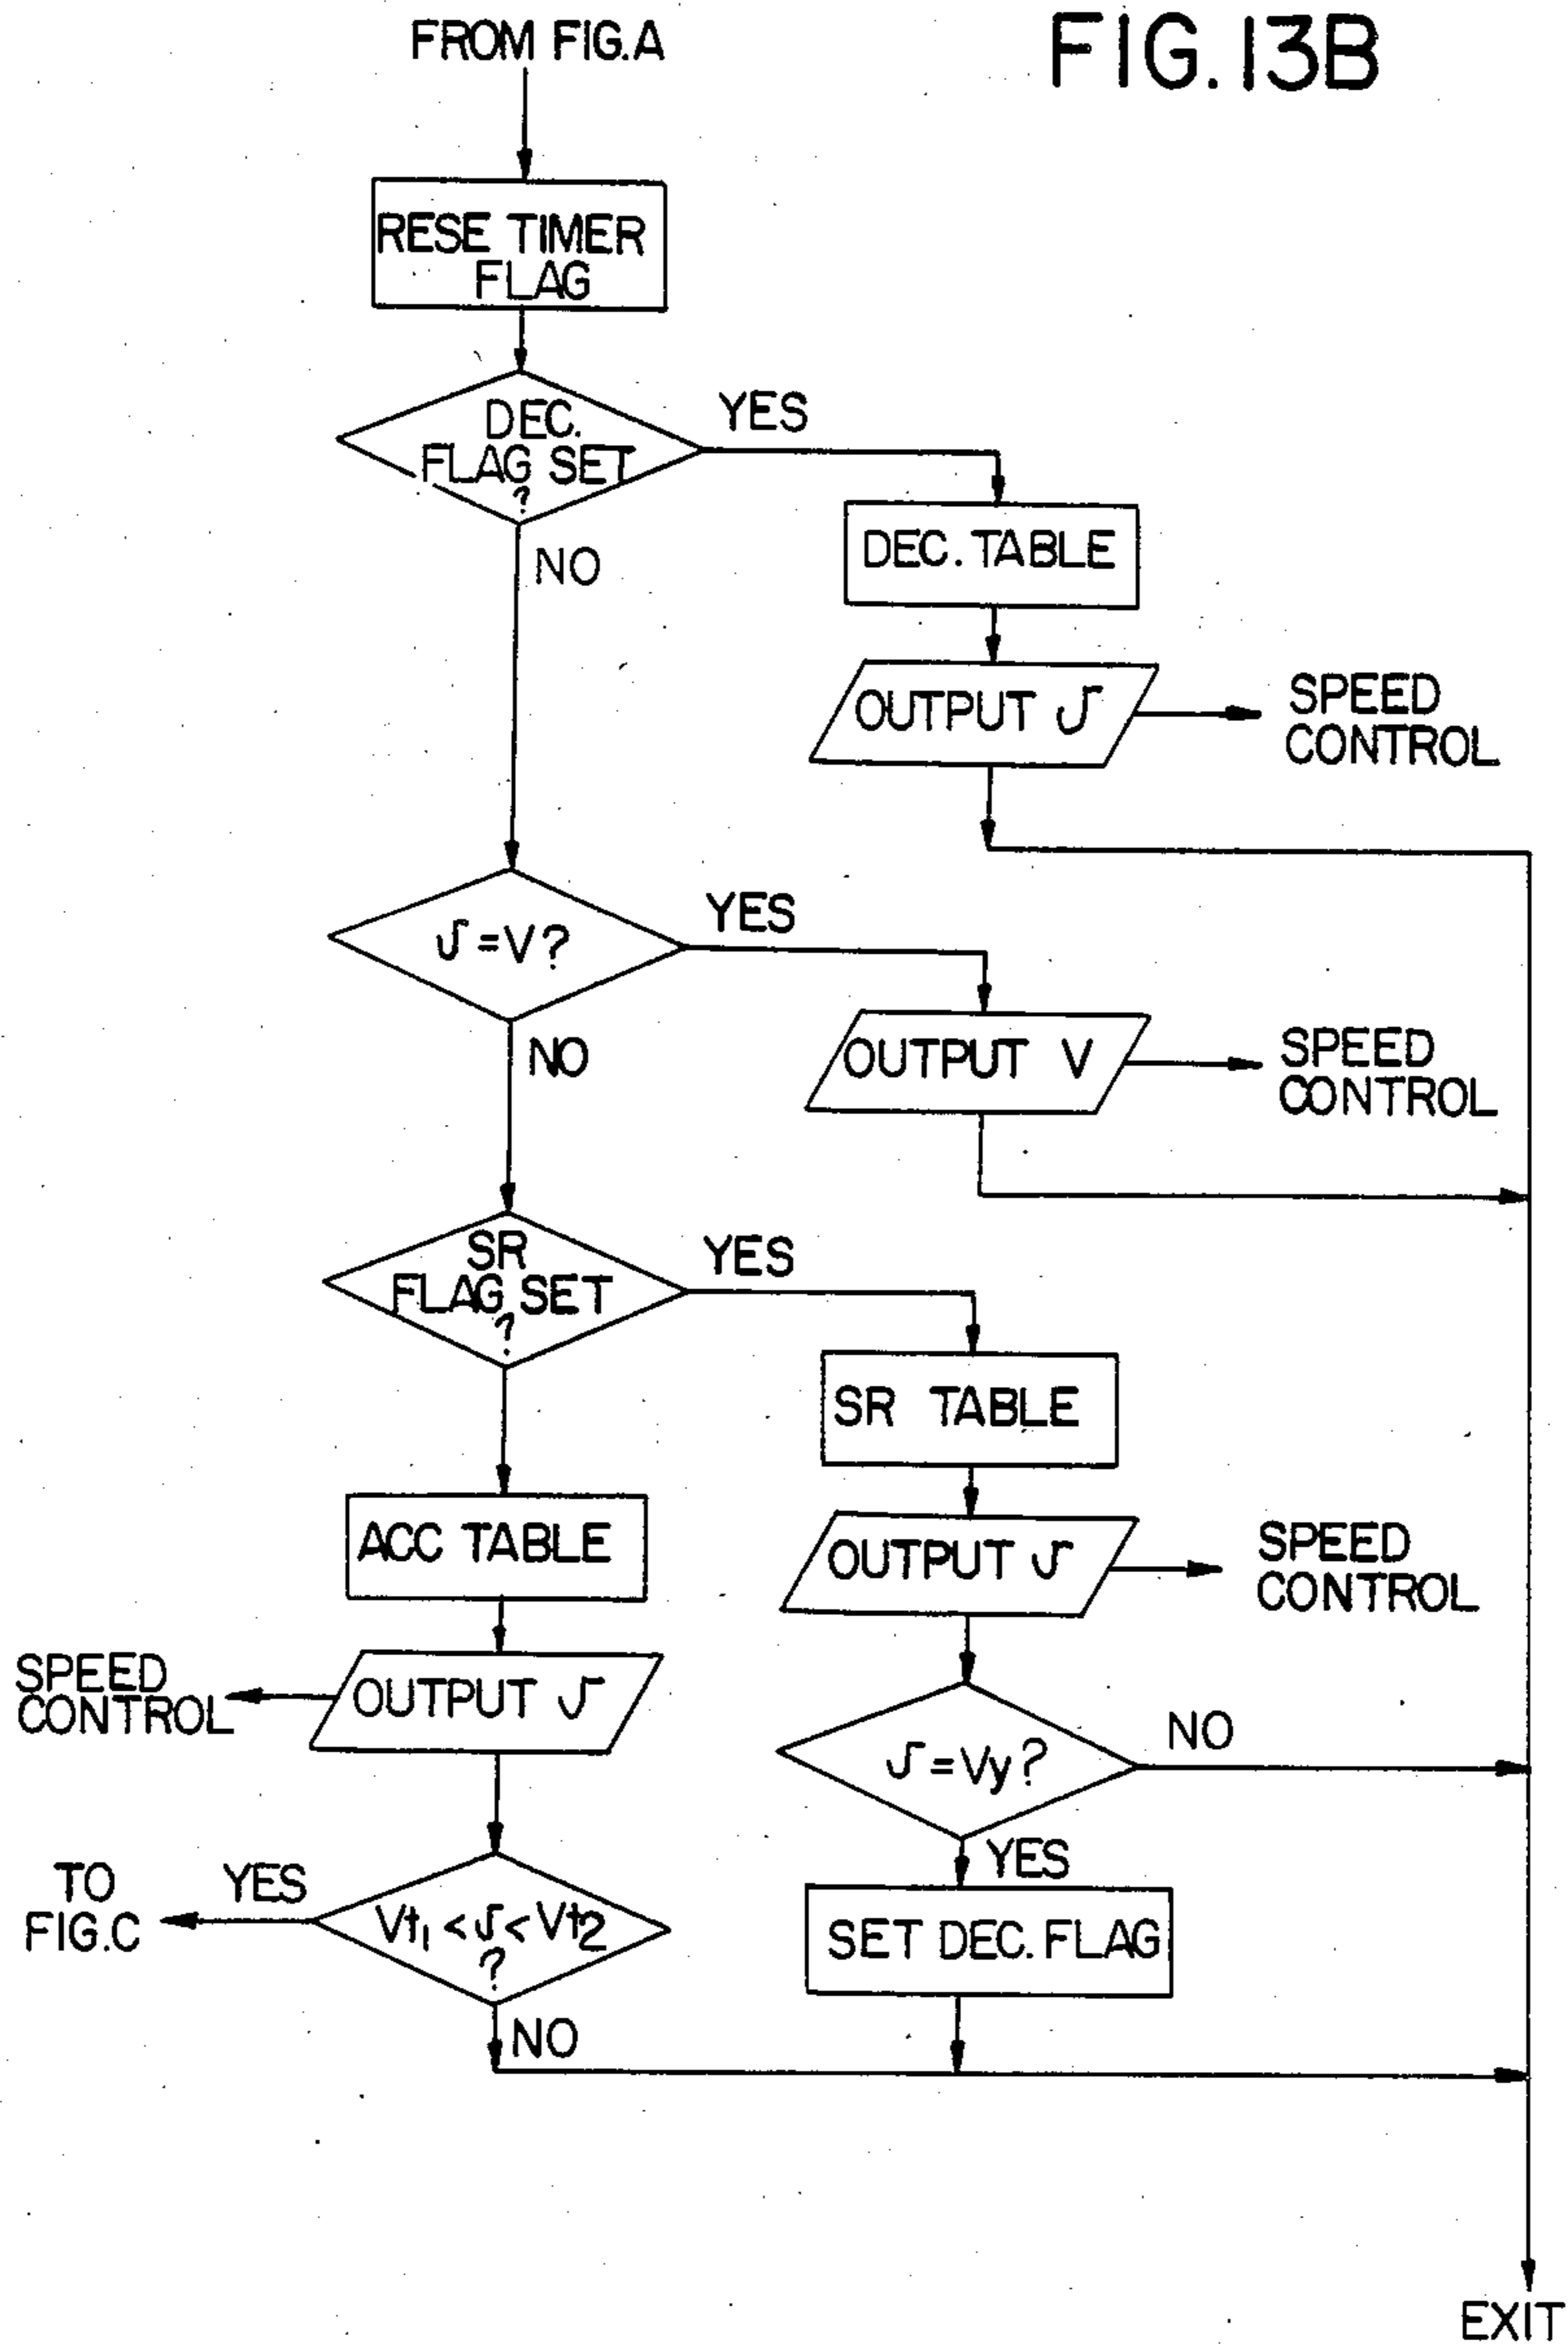 FROM FIG.A
FIG. 13B
RESE TIMER
FLAG
DEC.
FLAG SET
?
YES
NO
DEC. TABLE
OUTPUT v
SPEED
CONTROL
v=V?
YES
NO
OUTPUT V
SPEED
CONTROL
SR
FLAG SET
?
YES
SR TABLE
ACC TABLE
OUTPUT v
SPEED
CONTROL
OUTPUT v
SPEED
CONTROL
v=Vy?
NO
YES
TO
FIG.C
YES
Vt1<v<Vt2
?
NO
SET DEC. FLAG
EXIT